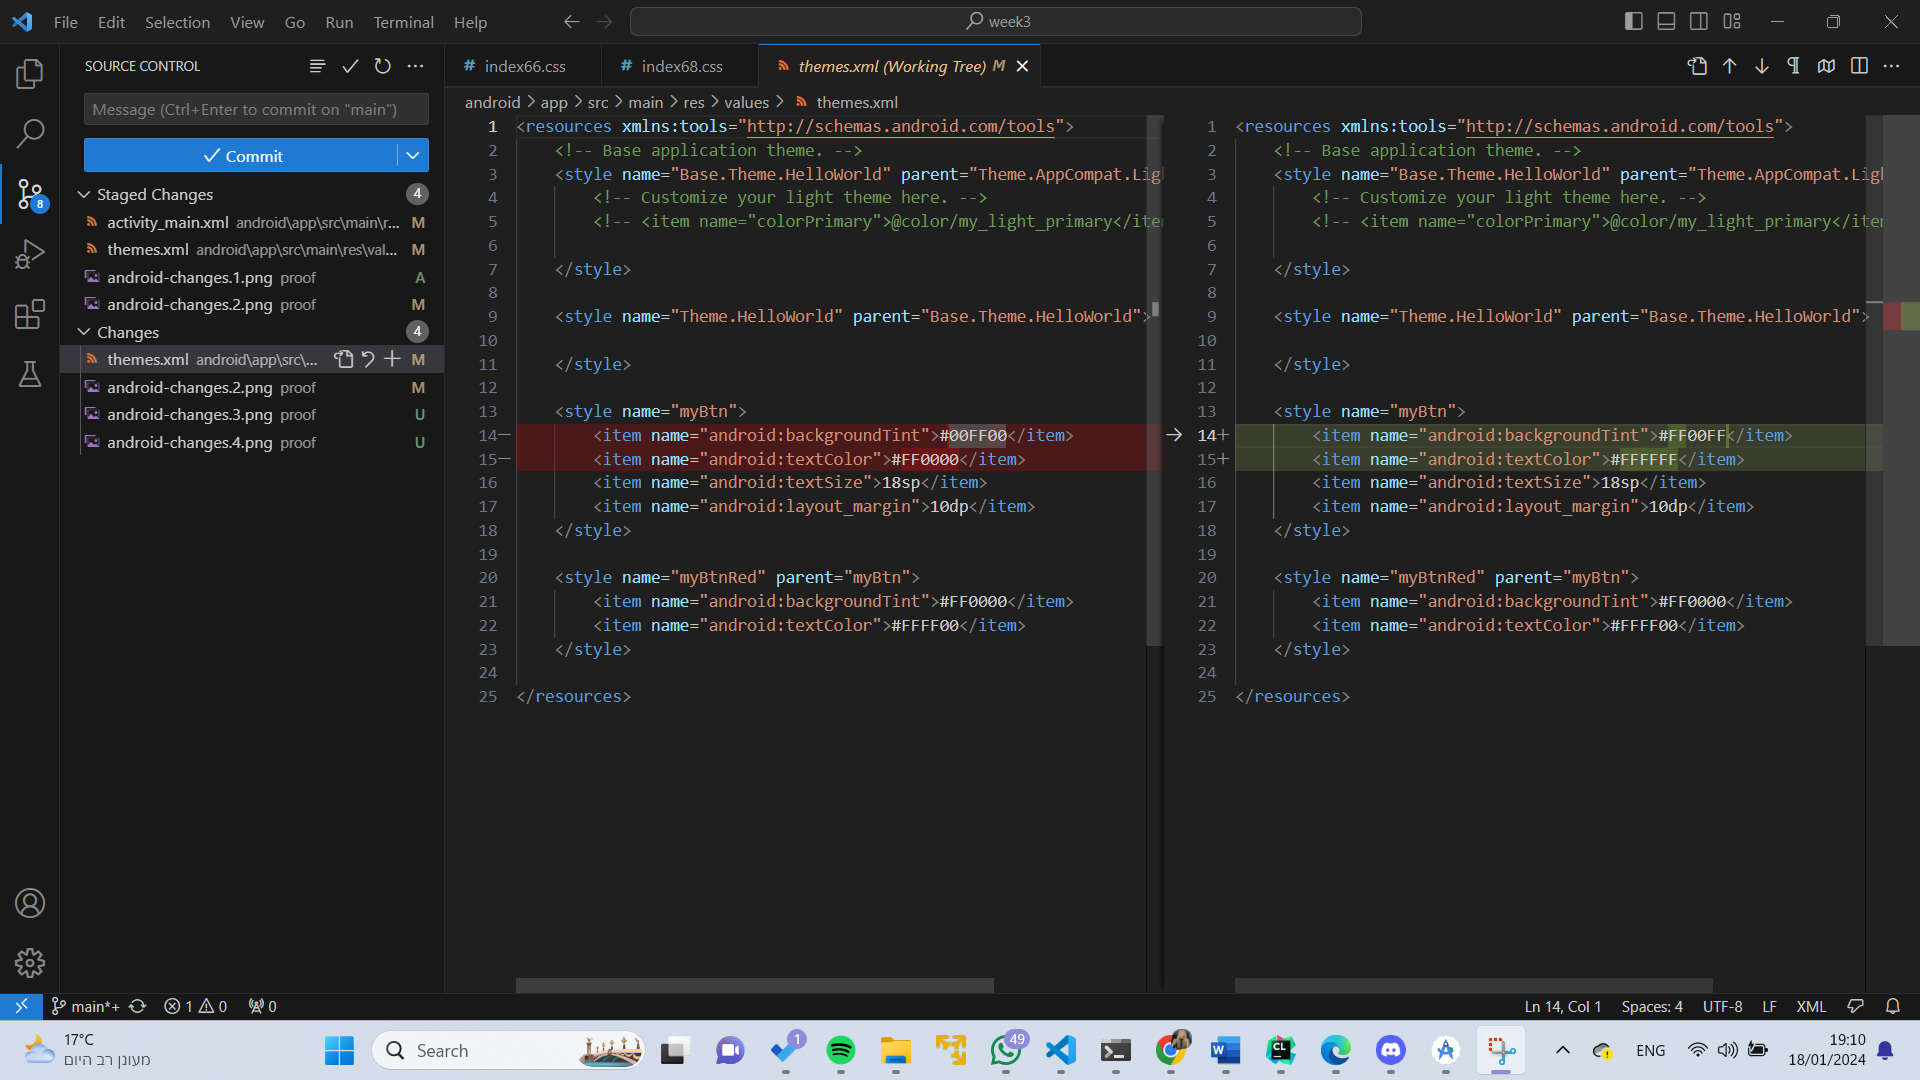 File Edit Selection View Go Run Terminal Help
week3
SOURCE CONTROL
Message (Ctrl+Enter to commit on "main")
Commit
Staged Changes 4
activity_main.xml android\app\src\main\r... M
themes.xml android\app\src\main\res\val... M
android-changes.1.png proof A
android-changes.2.png proof M
Changes 4
themes.xml android\app\src\... M
android-changes.2.png proof M
android-changes.3.png proof U
android-changes.4.png proof U
8
index66.css
index68.css
themes.xml (Working Tree) M
android > app > src > main > res > values > themes.xml
1 <resources xmlns:tools="http://schemas.android.com/tools">
2 <!-- Base application theme. -->
3 <style name="Base.Theme.HelloWorld" parent="Theme.AppCompat.Lig
4 <!-- Customize your light theme here. -->
5 <!-- <item name="colorPrimary">@color/my_light_primary</ite
6
7 </style>
8
9 <style name="Theme.HelloWorld" parent="Base.Theme.HelloWorld">
10
11 </style>
12
13 <style name="myBtn">
14— <item name="android:backgroundTint">#00FF00</item>
15— <item name="android:textColor">#FF0000</item>
16 <item name="android:textSize">18sp</item>
17 <item name="android:layout_margin">10dp</item>
18 </style>
19
20 <style name="myBtnRed" parent="myBtn">
21 <item name="android:backgroundTint">#FF0000</item>
22 <item name="android:textColor">#FFFF00</item>
23 </style>
24
25 </resources>
1 <resources xmlns:tools="http://schemas.android.com/tools">
2 <!-- Base application theme. -->
3 <style name="Base.Theme.HelloWorld" parent="Theme.AppCompat.Ligh
4 <!-- Customize your light theme here. -->
5 <!-- <item name="colorPrimary">@color/my_light_primary</item
6
7 </style>
8
9 <style name="Theme.HelloWorld" parent="Base.Theme.HelloWorld">
10
11 </style>
12
13 <style name="myBtn">
14+ <item name="android:backgroundTint">#FF00FF</item>
15+ <item name="android:textColor">#FFFFFF</item>
16 <item name="android:textSize">18sp</item>
17 <item name="android:layout_margin">10dp</item>
18 </style>
19
20 <style name="myBtnRed" parent="myBtn">
21 <item name="android:backgroundTint">#FF0000</item>
22 <item name="android:textColor">#FFFF00</item>
23 </style>
24
25 </resources>
main*+ 1 0 0
Ln 14, Col 1 Spaces: 4 UTF-8 LF XML
17°C
מעונן רב היום
Search
1
49
W
CL
ENG
19:10
18/01/2024